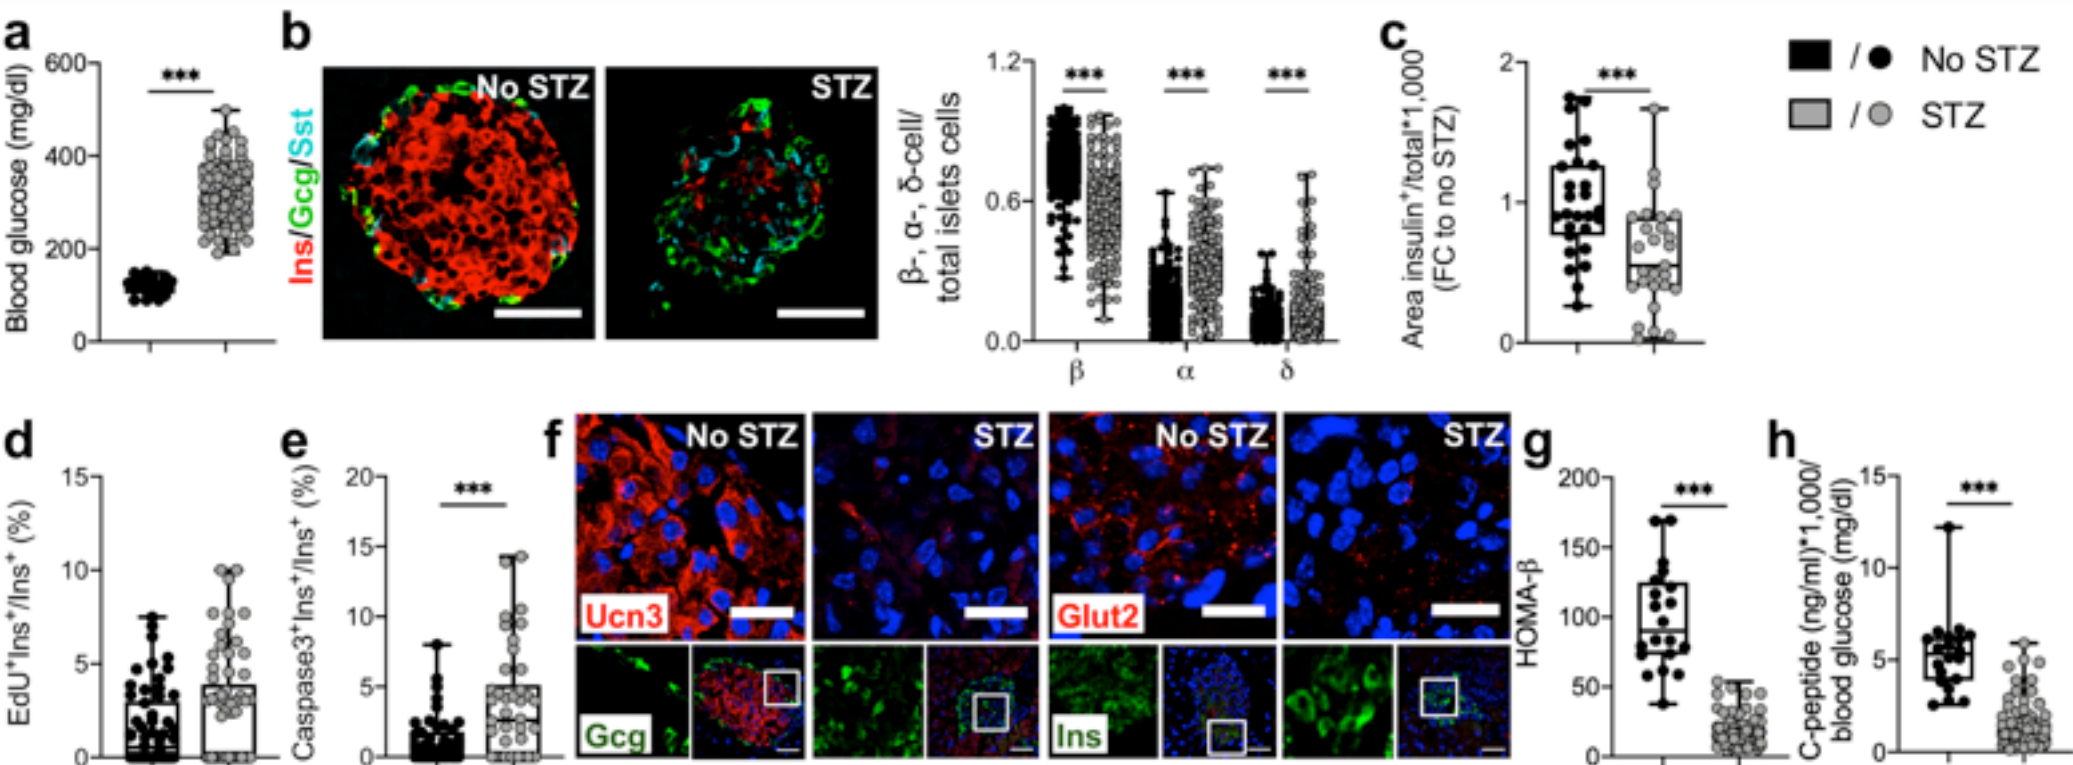 a
Blood glucose (mg/dl)
600
400
200
0
***
b
Ins/Gcg/Sst
No STZ
STZ
β-, α-, δ-cell/
total islets cells
1.2
0.6
0.0
***
***
***
β
α
δ
c
Area insulin⁺/total*1,000
(FC to no STZ)
2
1
0
***
/ No STZ
/ STZ
d
EdU⁺Ins⁺/Ins⁺ (%)
15
10
5
0
e
Caspase3⁺Ins⁺/Ins⁺ (%)
20
15
10
5
0
***
f
No STZ
STZ
No STZ
STZ
Ucn3
Glut2
Gcg
Ins
g
HOMA-β
200
150
100
50
0
***
h
C-peptide (ng/ml)*1,000/
blood glucose (mg/dl)
15
10
5
0
***